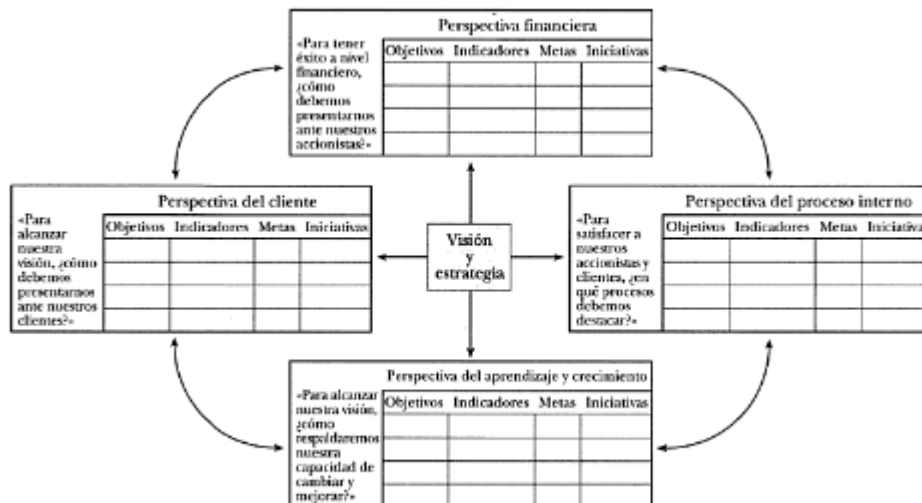 Perspectiva financiera
«Para tener
éxito a nivel
financiero,
¿cómo
debemos
presentarnos
ante nuestros
accionistas?»
Objetivos Indicadores Metas Iniciativas
Perspectiva del cliente
«Para
alcanzar
nuestra
visión, ¿cómo
debemos
presentarnos
ante nuestros
clientes?»
Objetivos Indicadores Metas Iniciativas
Visión
y
estrategia
Perspectiva del proceso interno
«Para
satisfacer a
nuestros
accionistas y
clientes, ¿en
qué procesos
debemos
destacar?»
Objetivos Indicadores Metas Iniciativa
Perspectiva del aprendizaje y crecimiento
«Para alcanzar
nuestra visión,
¿cómo
respaldaremos
nuestra
capacidad de
cambiar y
mejorar?»
Objetivos Indicadores Metas Iniciativas